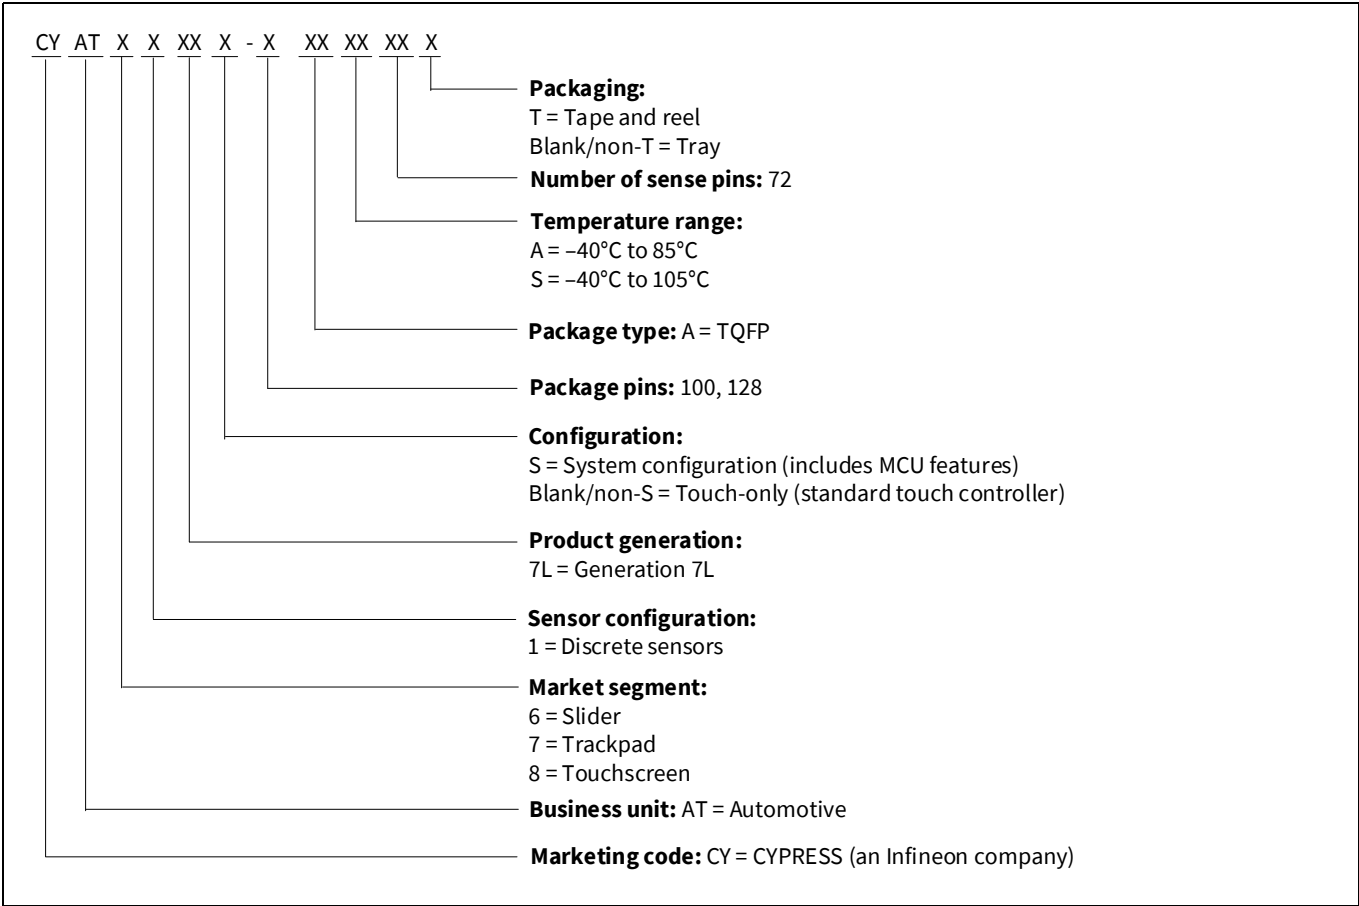 CY AT X X XX X - X XX XX XX X
Packaging:
T = Tape and reel
Blank/non-T = Tray
Number of sense pins: 72
Temperature range:
A = –40°C to 85°C
S = –40°C to 105°C
Package type: A = TQFP
Package pins: 100, 128
Configuration:
S = System configuration (includes MCU features)
Blank/non-S = Touch-only (standard touch controller)
Product generation:
7L = Generation 7L
Sensor configuration:
1 = Discrete sensors
Market segment:
6 = Slider
7 = Trackpad
8 = Touchscreen
Business unit: AT = Automotive
Marketing code: CY = CYPRESS (an Infineon company)